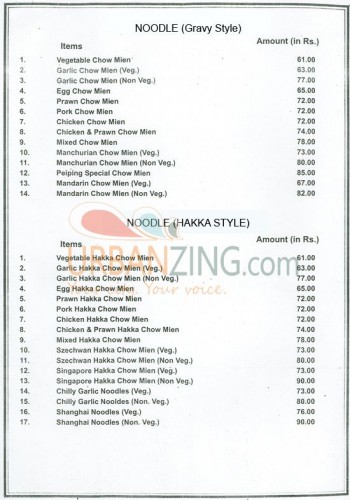 NOODLE (Gravy Style)
Items Amount (in Rs.)
1. Vegetable Chow Mien 61.00
2. Garlic Chow Mien (Veg.) 63.00
3. Garlic Chow Mien (Non Veg.) 77.00
4. Egg Chow Mien 65.00
5. Prawn Chow Mien 72.00
6. Pork Chow Mien 72.00
7. Chicken Chow Mien 72.00
8. Chicken & Prawn Chow Mien 74.00
9. Mixed Chow Mien 78.00
10. Manchurian Chow Mien (Veg.) 73.00
11. Manchurian Chow Mien (Non Veg.) 80.00
12. Peiping Special Chow Mien 85.00
13. Mandarin Chow Mien (Veg.) 67.00
14. Mandarin Chow Mien (Non Veg.) 82.00
NOODLE (HAKKA STYLE)
Items Amount (in Rs.)
1. Vegetable Hakka Chow Mien 61.00
2. Garlic Hakka Chow Mien (Veg.) 63.00
URBANZING.com
3. Garlic Hakka Chow Mien (Non Veg.) 77.00
4. Egg Hakka Chow Mien 65.00
Your voice.
5. Prawn Hakka Chow Mien 72.00
6. Pork Hakka Chow Mien 72.00
7. Chicken Hakka Chow Mien 72.00
8. Chicken & Prawn Hakka Chow Mien 74.00
9. Mixed Hakka Chow Mien 78.00
10. Szechwan Hakka Chow Mien (Veg.) 73.00
11. Szechwen Hakka Chow Mien (Non Veg.) 80.00
12. Singapore Hakka Chow Mien (Veg.) 73.00
13. Singapore Hakka Chow Mien (Non Veg.) 90.00
14. Chilly Garlic Noodles (Veg.) 73.00
15. Chilly Garlic Nooldes (Non. Veg.) 80.00
16. Shanghai Noodles (Veg.) 76.00
17. Shanghai Noodles (Non. Veg.) 90.00